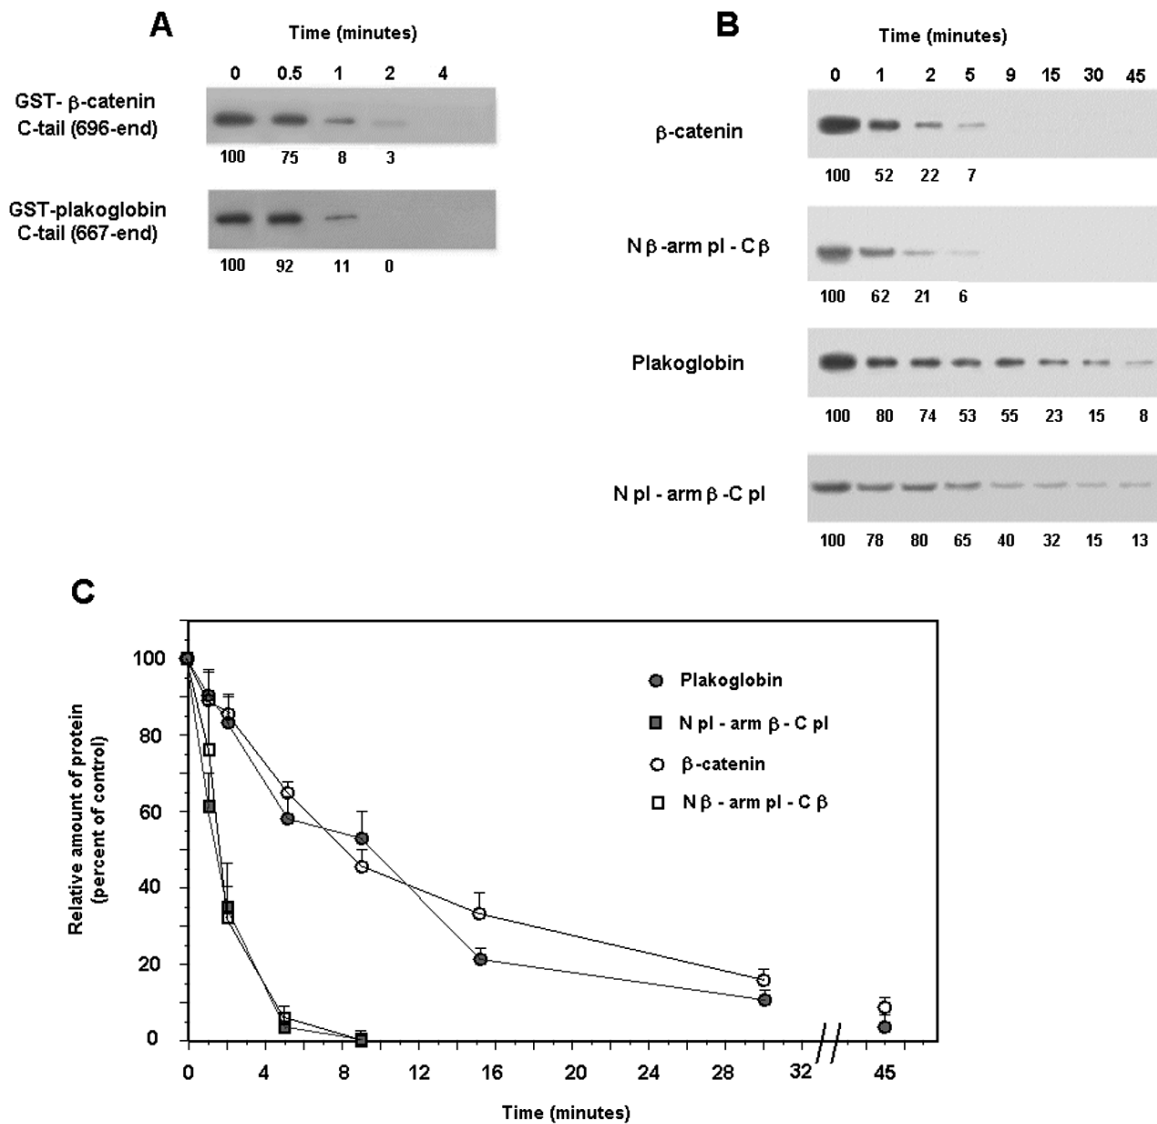 A
Time (minutes)
0 0.5 1 2 4
GST- β-catenin
C-tail (696-end)
100 75 8 3
GST-plakoglobin
C-tail (667-end)
100 92 11 0
B
Time (minutes)
0 1 2 5 9 15 30 45
β-catenin
100 52 22 7
N β-arm pl - C β
100 62 21 6
Plakoglobin
100 80 74 53 55 23 15 8
N pl - arm β -C pl
100 78 80 65 40 32 15 13
C
Relative amount of protein
(percent of control)
100
80
60
40
20
0
Plakoglobin
N pl - arm β - C pl
β-catenin
N β - arm pl - C β
0 4 8 12 16 20 24 28 32 45
Time (minutes)